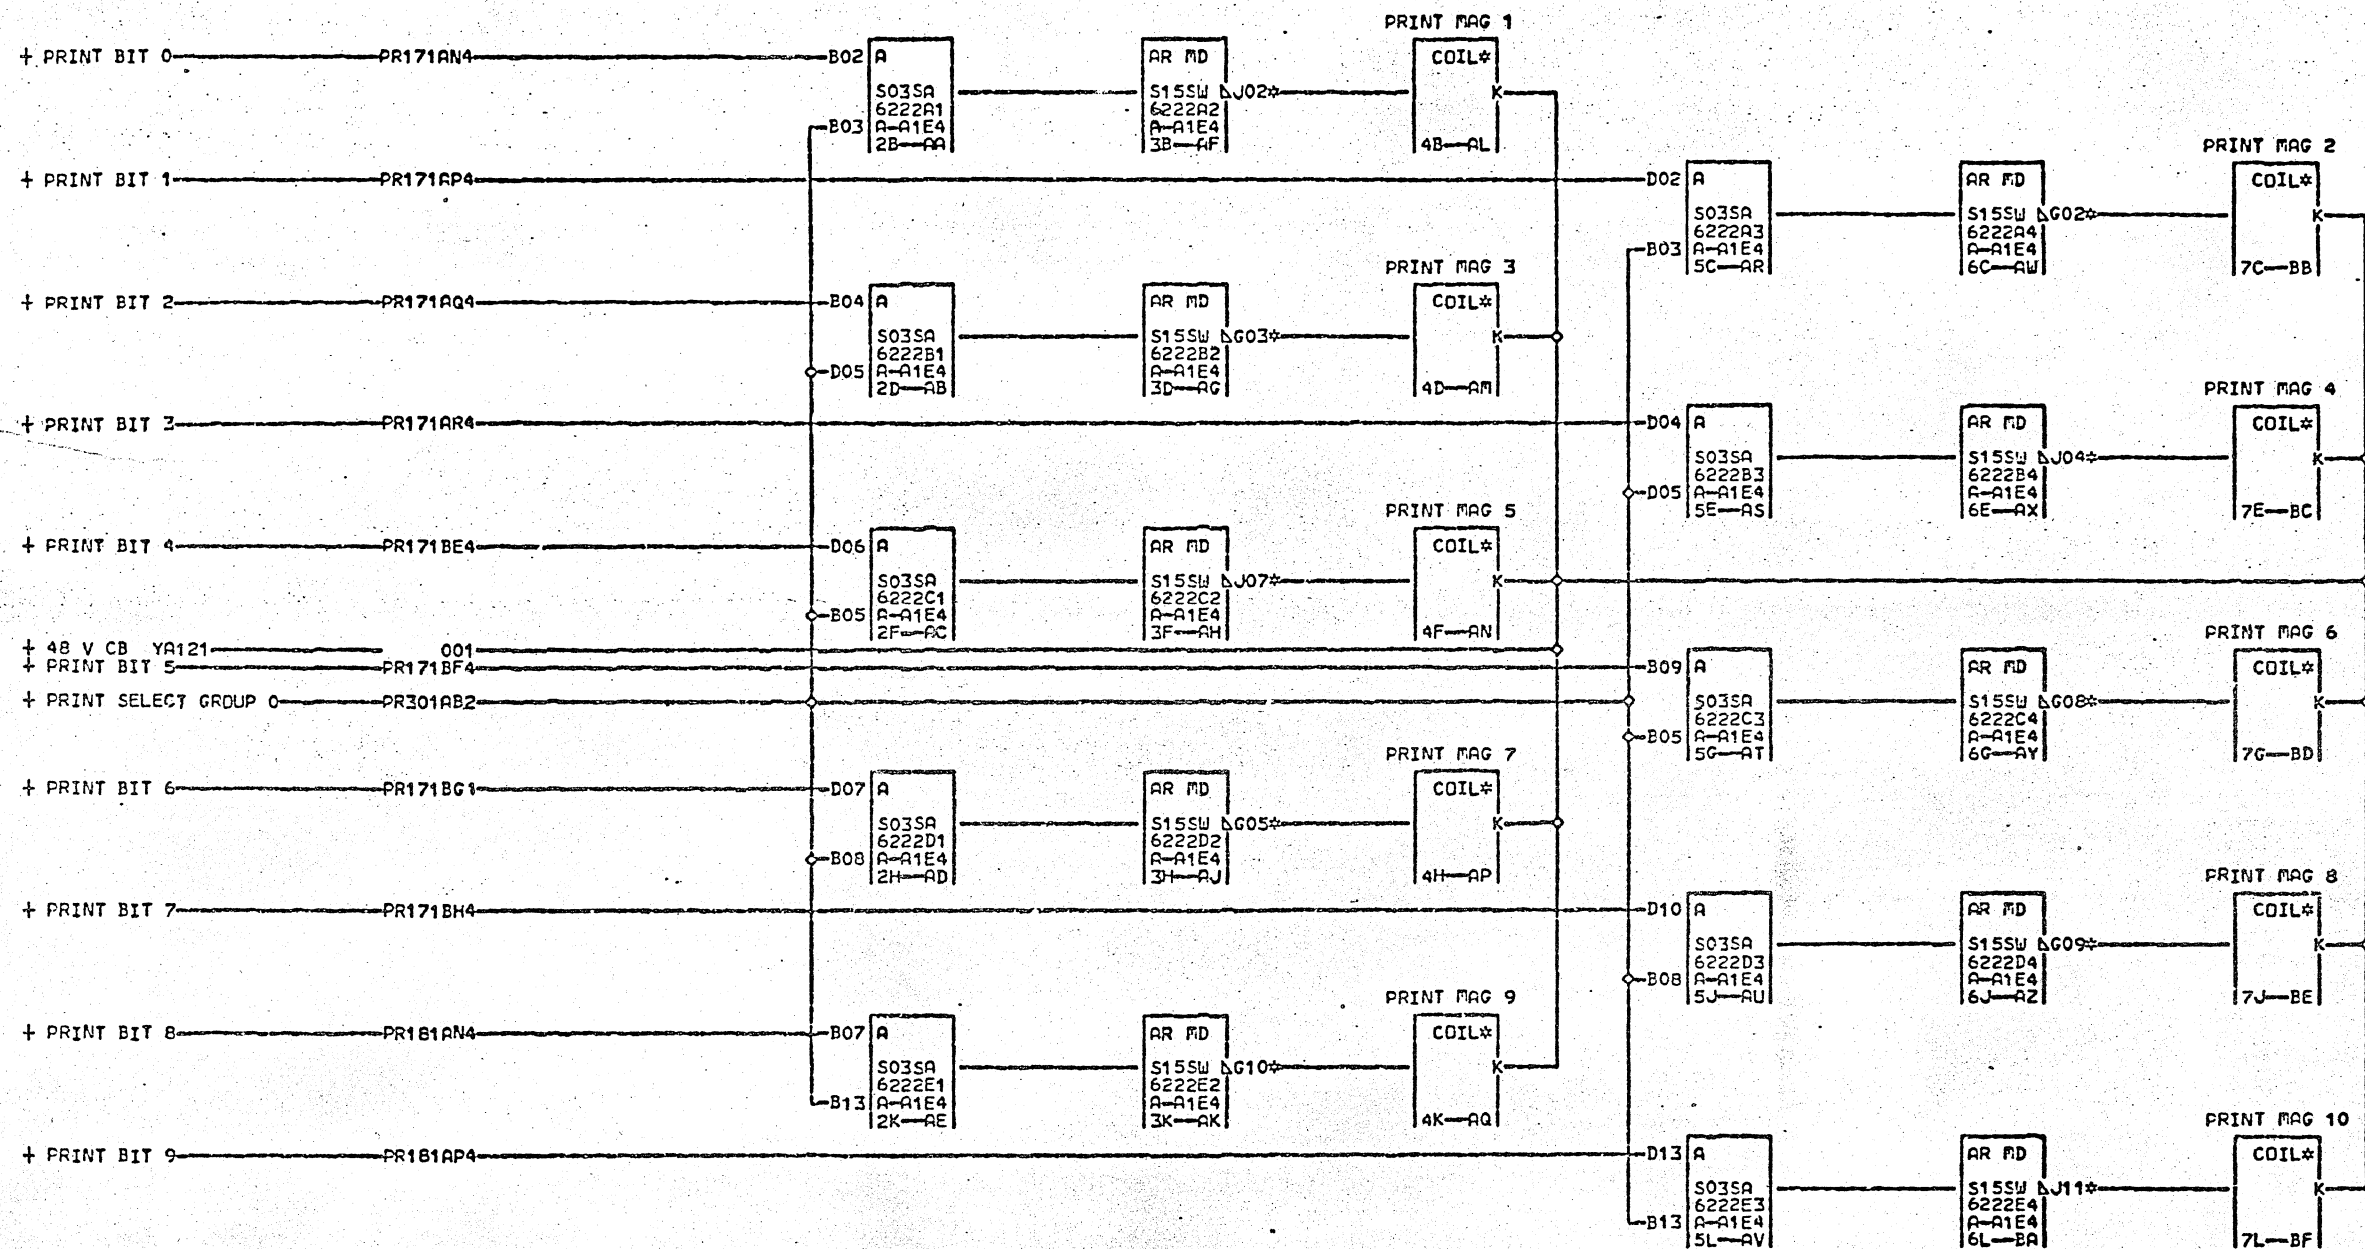 PRINT MAG 1
+ PRINT BIT 0 PR171AN4 B02 A AR MD COIL*
S03SA S15SW J02* K
6222A1 6222A2
B03 A-A1E4 A-A1E4
2B—AA 3B—AF 4B—AL
PRINT MAG 2
+ PRINT BIT 1 PR171AP4 D02 A AR MD COIL*
S03SA S15SW G02* K
6222A3 6222A4
B03 A-A1E4 A-A1E4
5C—AR 6C—AW 7C—BB
PRINT MAG 3
+ PRINT BIT 2 PR171AQ4 B04 A AR MD COIL*
S03SA S15SW G03* K
6222B1 6222B2
D05 A-A1E4 A-A1E4
2D—AB 3D—AG 4D—AM
PRINT MAG 4
+ PRINT BIT 3 PR171AR4 D04 A AR MD COIL*
S03SA S15SW J04* K
6222B3 6222B4
D05 A-A1E4 A-A1E4
5E—AS 6E—AX 7E—BC
PRINT MAG 5
+ PRINT BIT 4 PR171BE4 D06 A AR MD COIL*
S03SA S15SW J07* K
6222C1 6222C2
B05 A-A1E4 A-A1E4
2F—AC 3F—AH 4F—AN
PRINT MAG 6
+ 48 V CB YA121 001
+ PRINT BIT 5 PR171BF4 B09 A AR MD COIL*
+ PRINT SELECT GROUP 0 PR301AB2 S03SA S15SW G08* K
6222C3 6222C4
B05 A-A1E4 A-A1E4
5G—AT 6G—AY 7G—BD
PRINT MAG 7
+ PRINT BIT 6 PR171BG1 D07 A AR MD COIL*
S03SA S15SW G05* K
6222D1 6222D2
B08 A-A1E4 A-A1E4
2H—AD 3H—AJ 4H—AP
PRINT MAG 8
+ PRINT BIT 7 PR171BH4 D10 A AR MD COIL*
S03SA S15SW G09* K
6222D3 6222D4
B08 A-A1E4 A-A1E4
5J—AU 6J—AZ 7J—BE
PRINT MAG 9
+ PRINT BIT 8 PR181AN4 B07 A AR MD COIL*
S03SA S15SW G10* K
6222E1 6222E2
B13 A-A1E4 A-A1E4
2K—AE 3K—AK 4K—AQ
PRINT MAG 10
+ PRINT BIT 9 PR181AP4 D13 A AR MD COIL*
S03SA S15SW J11* K
6222E3 6222E4
B13 A-A1E4 A-A1E4
5L—AV 6L—BA 7L—BF